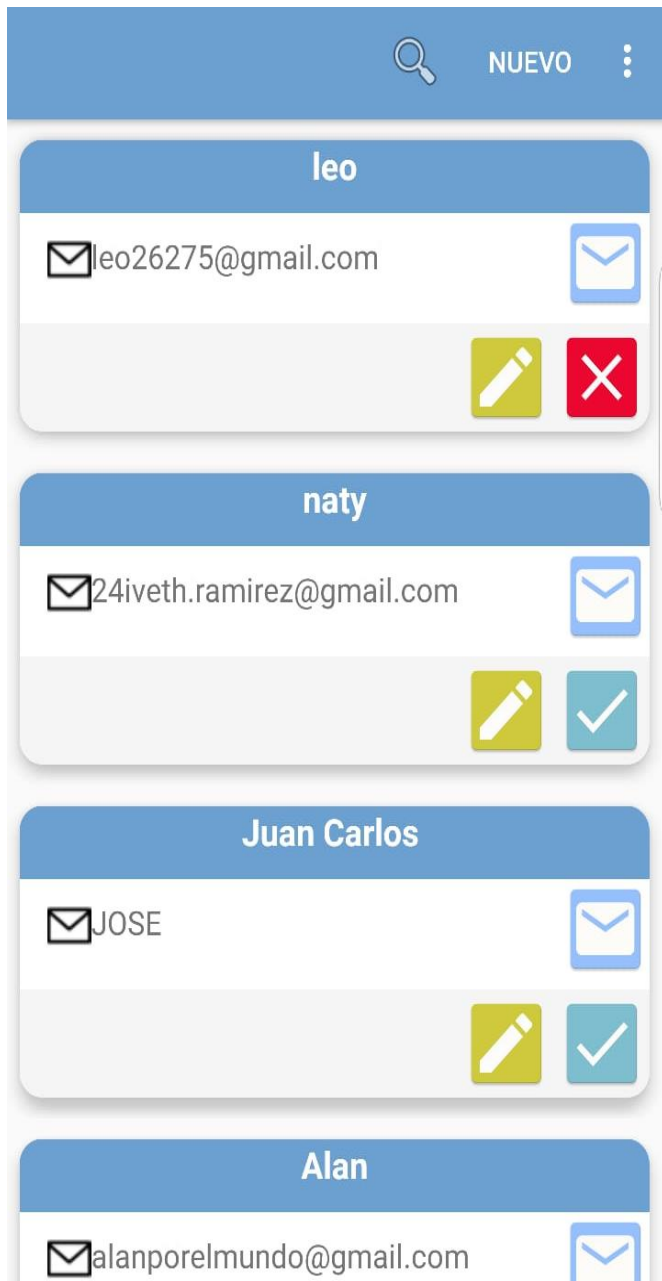 NUEVO
leo
leo26275@gmail.com
naty
24iveth.ramirez@gmail.com
Juan Carlos
JOSE
Alan
alanporelmundo@gmail.com